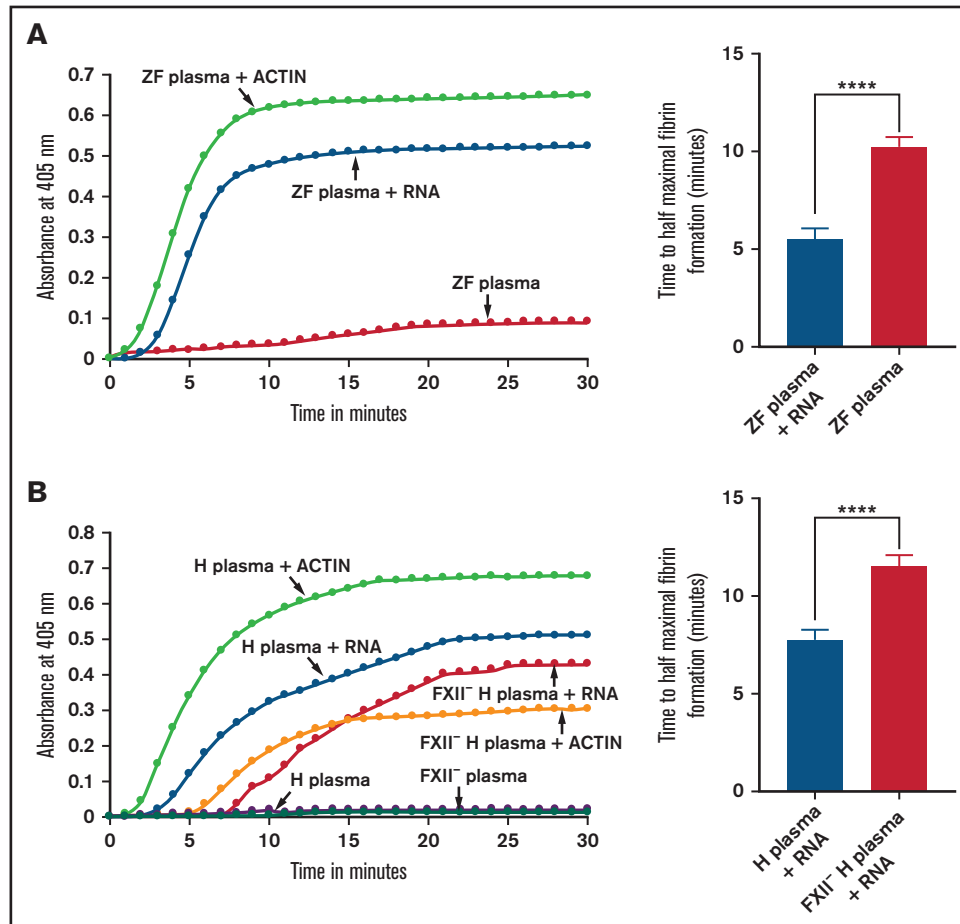 A
ZF plasma + ACTIN
ZF plasma + RNA
ZF plasma
Absorbance at 405 nm
0.7
0.6
0.5
0.4
0.3
0.2
0.1
0
0 5 10 15 20 25 30
Time in minutes
****
Time to half maximal fibrin
formation (minutes)
15
10
5
0
ZF plasma
+ RNA
ZF plasma
B
H plasma + ACTIN
H plasma + RNA
FXII⁻ H plasma + RNA
FXII⁻ H plasma + ACTIN
H plasma
FXII⁻ plasma
Absorbance at 405 nm
0.8
0.7
0.6
0.5
0.4
0.3
0.2
0.1
0
0 5 10 15 20 25 30
Time in minutes
****
Time to half maximal fibrin
formation (minutes)
15
10
5
0
H plasma
+ RNA
FXII⁻ H plasma
+ RNA